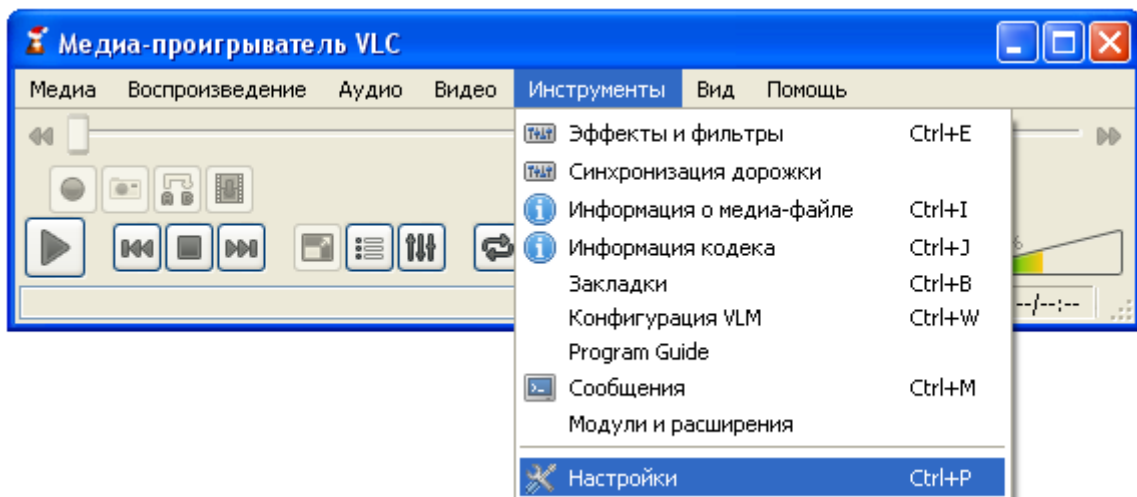 Медиа-проигрыватель VLC
Медиа Воспроизведение Аудио Видео Инструменты Вид Помощь
Эффекты и фильтры Ctrl+E
Синхронизация дорожки
Информация о медиа-файле Ctrl+I
Информация кодека Ctrl+J
Закладки Ctrl+B
Конфигурация VLM Ctrl+W
--/--:--
Program Guide
Сообщения Ctrl+M
Модули и расширения
Настройки Ctrl+P